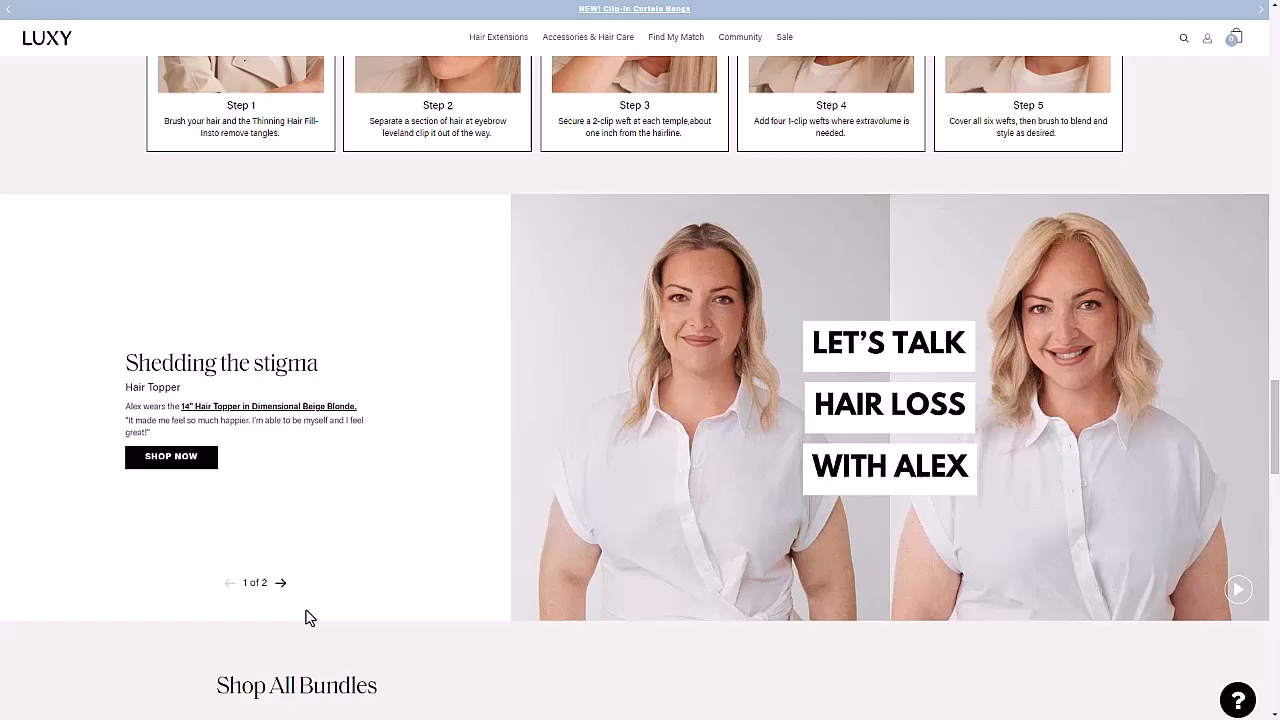 NEW! Clip-In Curtain Bangs
LUXY
Hair Extensions Accessories & Hair Care Find My Match Community Sale
0
Step 1
Brush your hair and the Thinning Hair Fill-
Insto remove tangles.
Step 2
Separate a section of hair at eyebrow
leveland clip it out of the way.
Step 3
Secure a 2-clip weft at each temple,about
one inch from the hairline.
Step 4
Add four 1-clip wefts where extravolume is
needed.
Step 5
Cover all six wefts, then brush to blend and
style as desired.
Shedding the stigma
Hair Topper
Alex wears the 14" Hair Topper in Dimensional Beige Blonde.
"It made me feel so much happier. I'm able to be myself and I feel
great!"
SHOP NOW
1 of 2
LET'S TALK
HAIR LOSS
WITH ALEX
Shop All Bundles
?